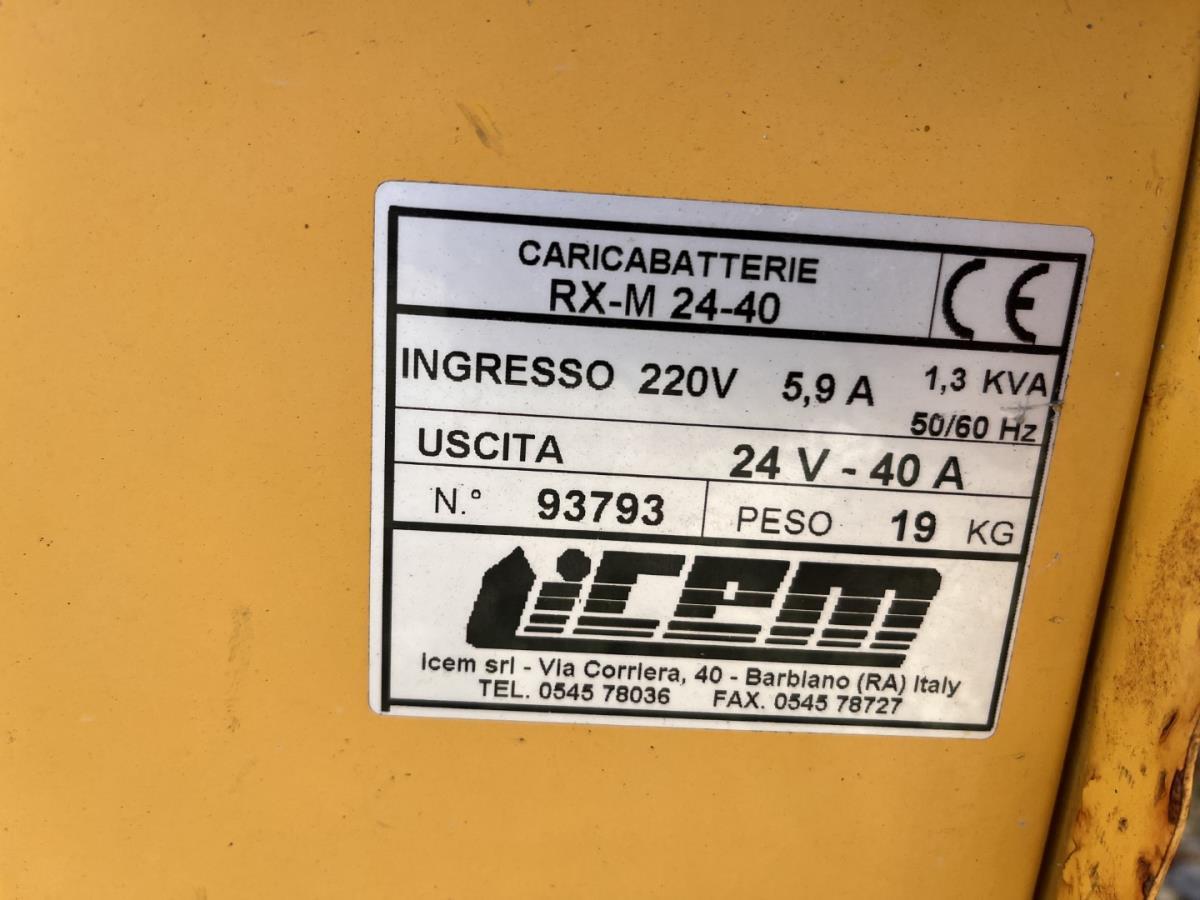 CARICABATTERIE
RX-M 24-40
CE
INGRESSO 220V 5,9 A 1,3 KVA
50/60 Hz
USCITA 24 V - 40 A
N.° 93793 PESO 19 KG
icem
Icem srl - Via Corriera, 40 - Barbiano (RA) Italy
TEL. 0545 78036 FAX. 0545 78727